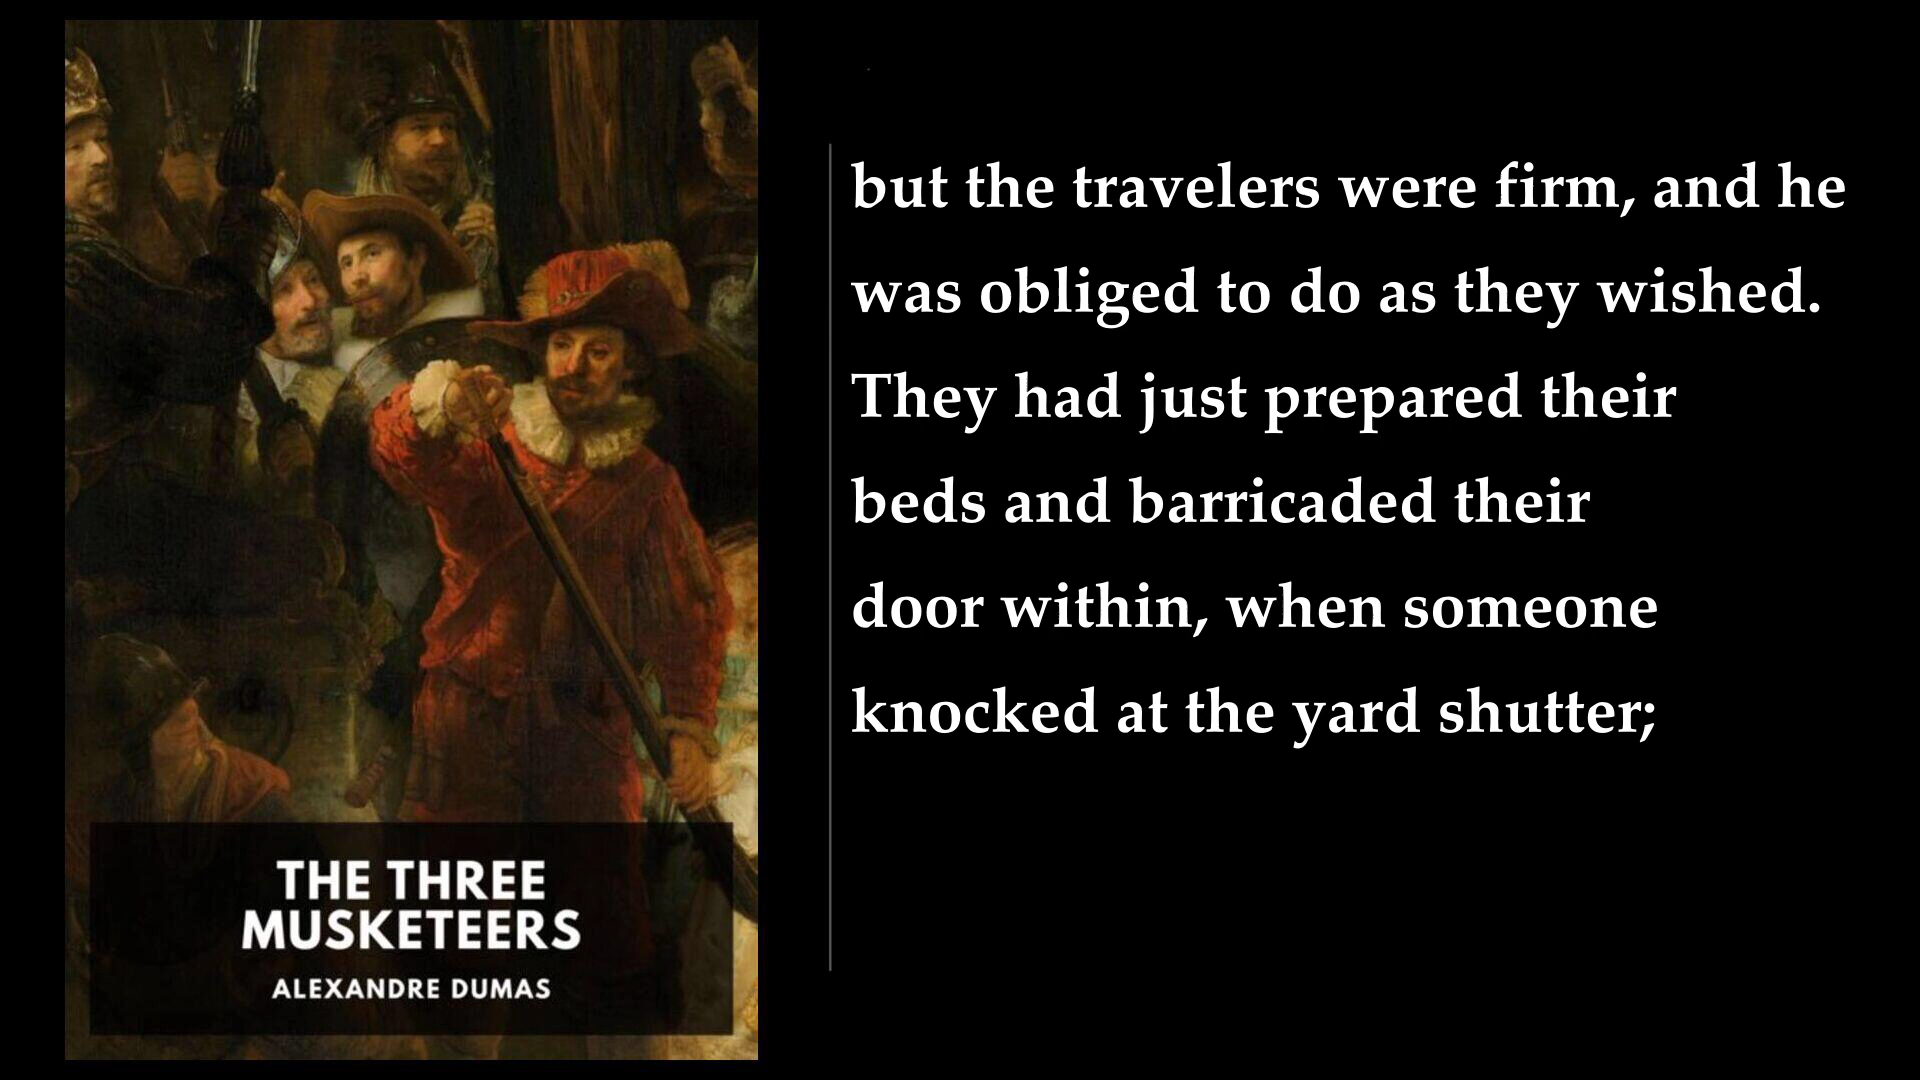 THE THREE
MUSKETEERS
ALEXANDRE DUMAS
but the travelers were firm, and he
was obliged to do as they wished.
They had just prepared their
beds and barricaded their
door within, when someone
knocked at the yard shutter;